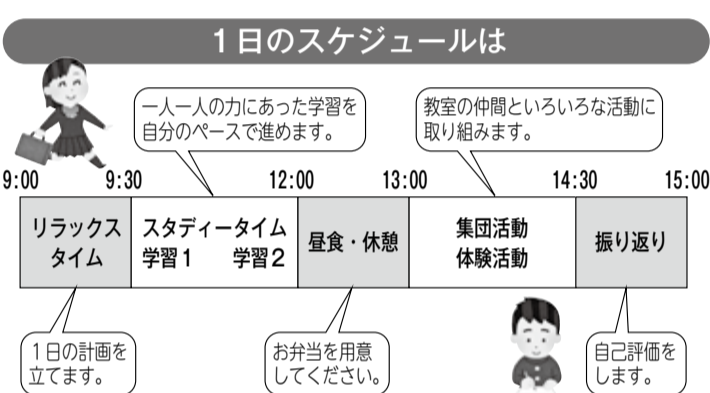 1日のスケジュールは
一人一人の力にあった学習を
自分のペースで進めます。
教室の仲間といろいろな活動に
取り組みます。
9:00 9:30 12:00 13:00 14:30 15:00
リラックス
タイム
スタディータイム
学習1 学習2
昼食・休憩
集団活動
体験活動
振り返り
1日の計画を
立てます。
お弁当を用意
してください。
自己評価を
します。